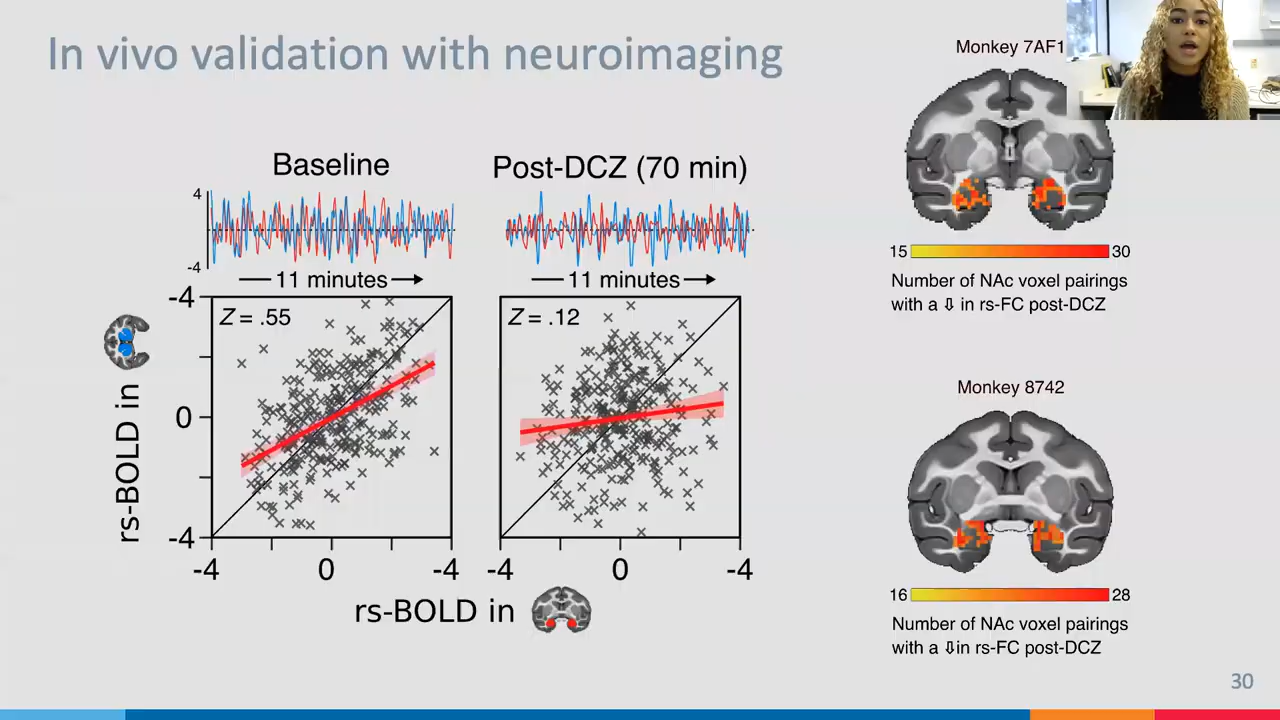 In vivo validation with neuroimaging
Baseline
4
-4
11 minutes
Post-DCZ (70 min)
11 minutes
Z = .55
Z = .12
-4
0
-4
-4
0
-4
-4
0
-4
rs-BOLD in
rs-BOLD in
Monkey 7AF1
15
30
Number of NAc voxel pairings
with a ⇩ in rs-FC post-DCZ
Monkey 8742
16
28
Number of NAc voxel pairings
with a ⇩in rs-FC post-DCZ
30